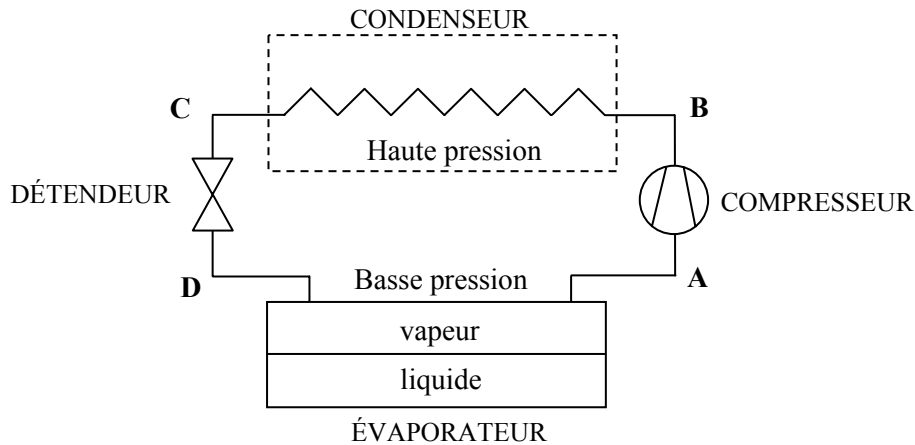 CONDENSEUR
C
B
Haute pression
DÉTENDEUR
COMPRESSEUR
D
Basse pression
A
vapeur
liquide
ÉVAPORATEUR